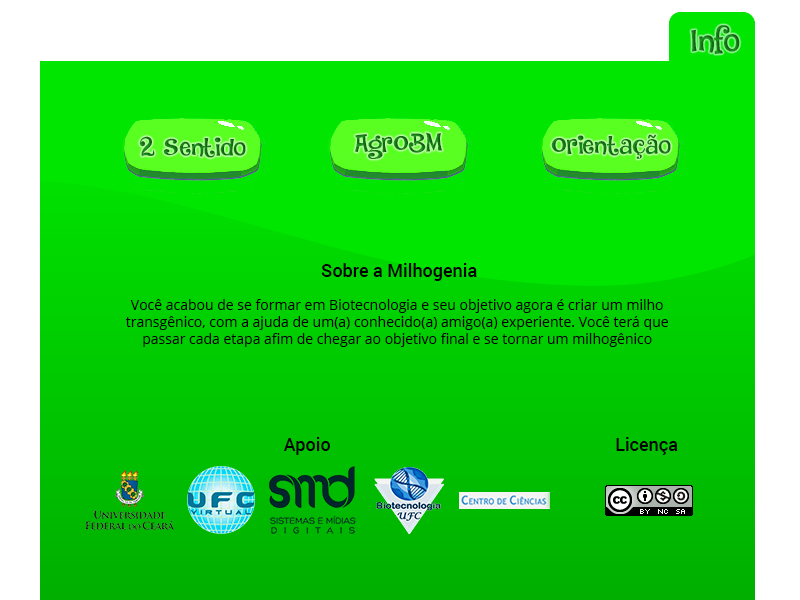 Info
2 Sentido
AgroBM
Orientação
Sobre a Milhogenia
Você acabou de se formar em Biotecnologia e seu objetivo agora é criar um milho
transgênico, com a ajuda de um(a) conhecido(a) amigo(a) experiente. Você terá que
passar cada etapa afim de chegar ao objetivo final e se tornar um milhogênico
Apoio
Licença
UNIVERSIDADE
FEDERAL DO CEARÁ
UFC
VIRTUAL
smd
SISTEMAS E MÍDIAS
DIGITAIS
Biotecnologia
UFC
CENTRO DE CIÊNCIAS
cc
BY NC SA